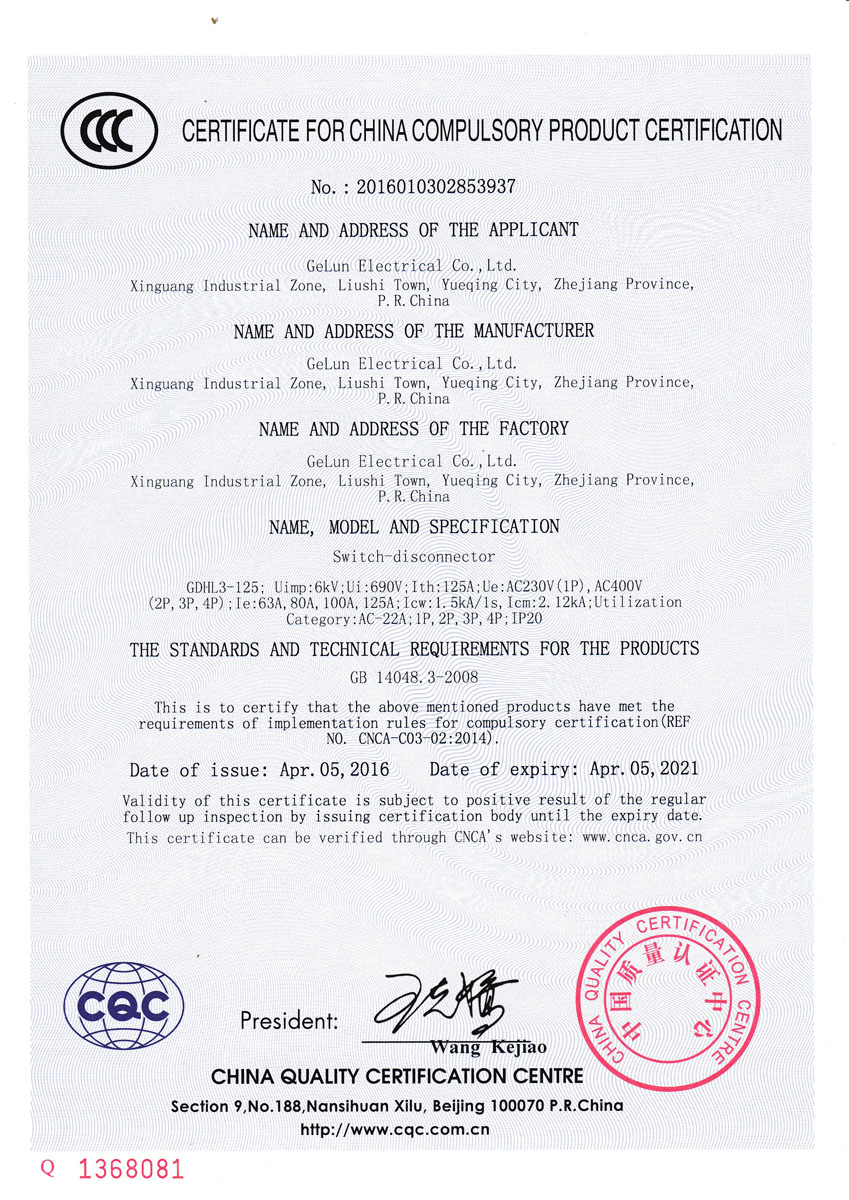 CCC
CERTIFICATE FOR CHINA COMPULSORY PRODUCT CERTIFICATION
No.: 2016010302853937
NAME AND ADDRESS OF THE APPLICANT
GeLun Electrical Co.,Ltd.
Xinguang Industrial Zone, Liushi Town, Yueqing City, Zhejiang Province,
P.R.China
NAME AND ADDRESS OF THE MANUFACTURER
GeLun Electrical Co.,Ltd.
Xinguang Industrial Zone, Liushi Town, Yueqing City, Zhejiang Province,
P.R.China
NAME AND ADDRESS OF THE FACTORY
GeLun Electrical Co.,Ltd.
Xinguang Industrial Zone, Liushi Town, Yueqing City, Zhejiang Province,
P.R.China
NAME, MODEL AND SPECIFICATION
Switch-disconnector
GDHL3-125; Uimp:6kV;Ui:690V;Ith:125A;Ue:AC230V(1P),AC400V
(2P,3P,4P);Ie:63A,80A,100A,125A;Icw:1.5kA/1s,Icm:2.12kA;Utilization
Category:AC-22A;1P,2P,3P,4P;IP20
THE STANDARDS AND TECHNICAL REQUIREMENTS FOR THE PRODUCTS
GB 14048.3-2008
This is to certify that the above mentioned products have met the
requirements of implementation rules for compulsory certification(REF
NO. CNCA-C03-02:2014).
Date of issue: Apr.05,2016 Date of expiry: Apr.05,2021
Validity of this certificate is subject to positive result of the regular
follow up inspection by issuing certification body until the expiry date.
This certificate can be verified through CNCA's website: www.cnca.gov.cn
CQC
President:
王克娇
Wang Kejiao
CHINA QUALITY CERTIFICATION CENTRE
中国质量认证中心
CHINA QUALITY CERTIFICATION CENTRE
Section 9,No.188,Nansihuan Xilu, Beijing 100070 P.R.China
http://www.cqc.com.cn
Q 1368081